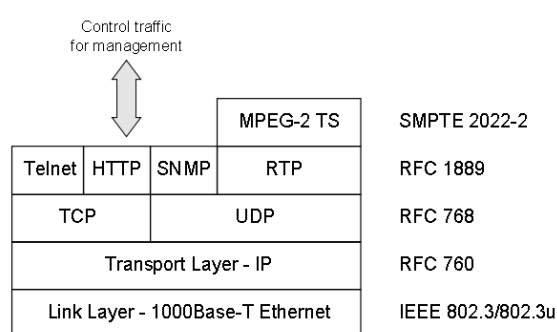 Control traffic
for management
MPEG-2 TS SMPTE 2022-2
Telnet HTTP SNMP RTP RFC 1889
TCP UDP RFC 768
Transport Layer - IP RFC 760
Link Layer - 1000Base-T Ethernet IEEE 802.3/802.3u